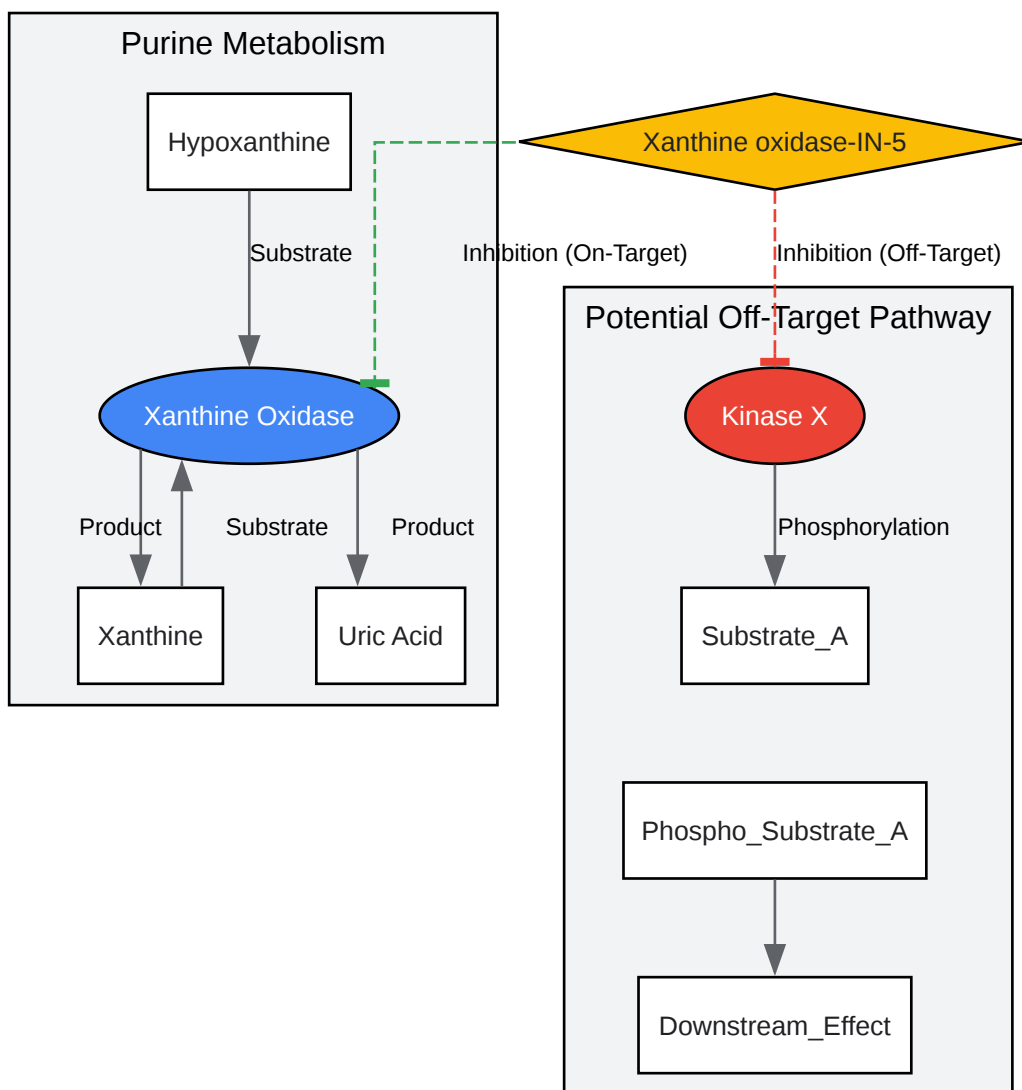 Purine Metabolism
Hypoxanthine
Xanthine oxidase-IN-5
Substrate
Inhibition (On-Target)
Inhibition (Off-Target)
Potential Off-Target Pathway
Xanthine Oxidase
Kinase X
Product
Substrate
Product
Phosphorylation
Xanthine
Uric Acid
Substrate_A
Phospho_Substrate_A
Downstream_Effect